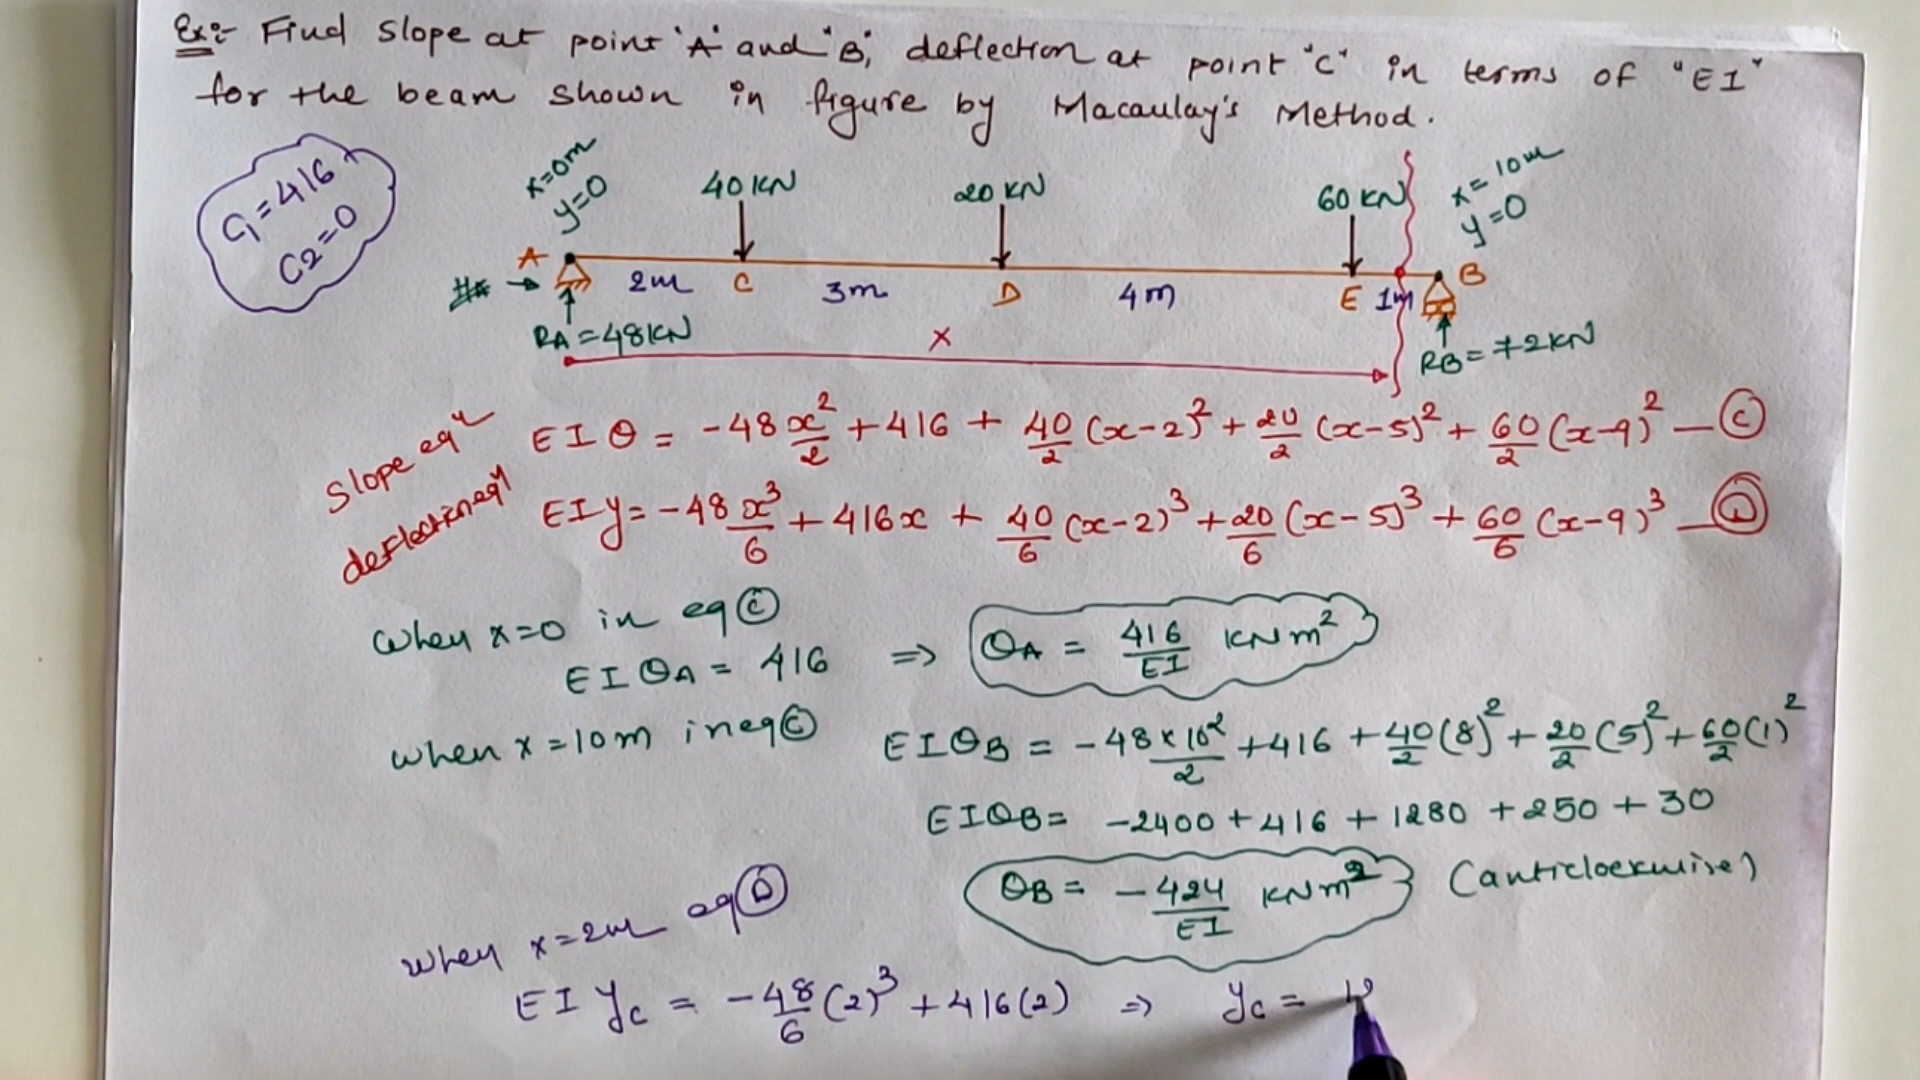 Ex:- Find slope at point "A" and "B", deflection at point "C" in terms of "EI"
for the beam shown in figure by Macaulay's Method.
C₁=416
C₂=0
x=0m
y=0
40 KN
20 KN
60 KN
x=10m
y=0
A
2m
C
3m
D
4m
E
1m
B
RA=48KN
x
RB=72KN
slope eqⁿ EIθ = -48 x²/2 + 416 + 40/2 (x-2)² + 20/2 (x-5)² + 60/2 (x-9)² — Ⓒ
deflection eqⁿ EIy = -48 x³/6 + 416x + 40/6 (x-2)³ + 20/6 (x-5)³ + 60/6 (x-9)³ — Ⓓ
when x=0 in eq Ⓒ
EIθA = 416 ⇒ θA = 416/EI KNm²
when x=10m in eq Ⓒ EIθB = -48×10²/2 + 416 + 40/2 (8)² + 20/2 (5)² + 60/2 (1)²
EIθB = -2400 + 416 + 1280 + 250 + 30
θB = -424/EI KNm² (anticlockwise)
when x=2m eq Ⓓ
EI yc = -48/6 (2)³ + 416(2) ⇒ yc =